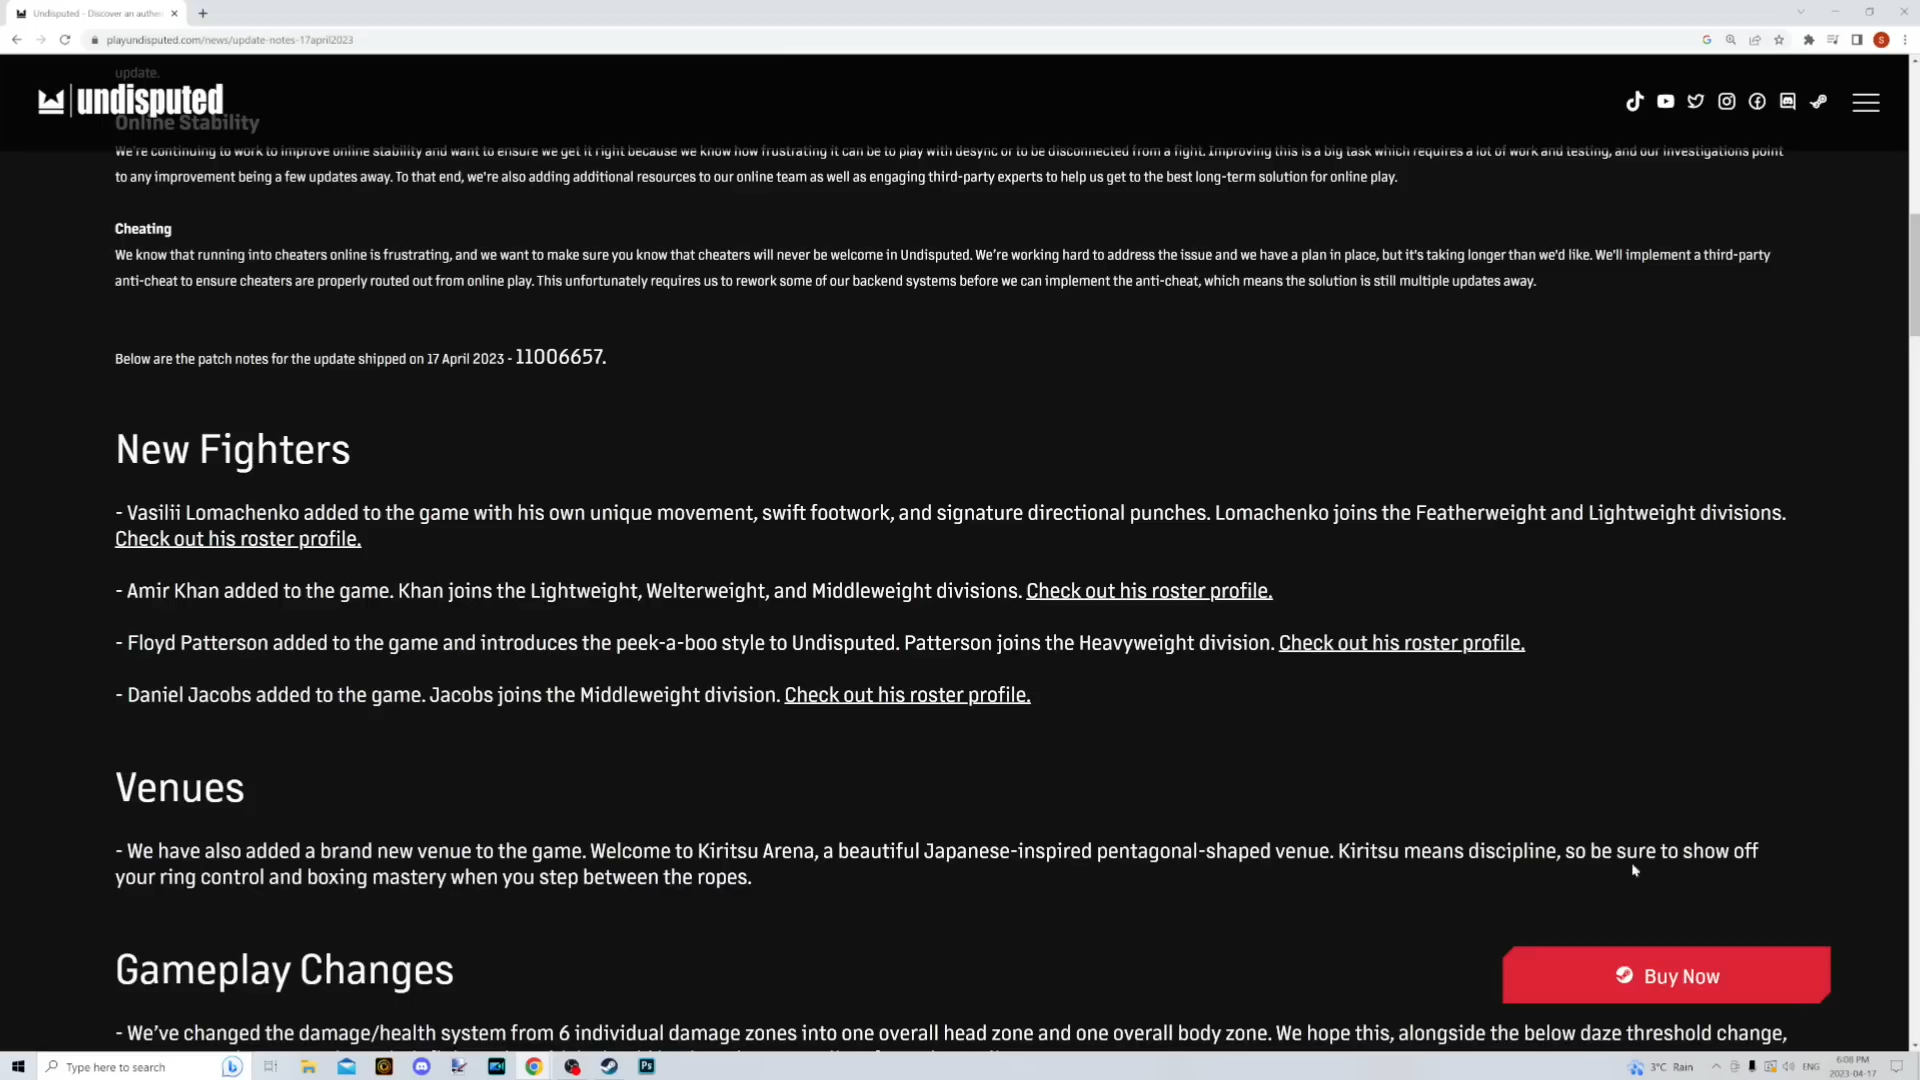 Undisputed - Discover an authen
playundisputed.com/news/update-notes-17april2023
update.
undisputed
Online Stability
We're continuing to work to improve online stability and want to ensure we get it right because we know how frustrating it can be to play with desync or to be disconnected from a fight. Improving this is a big task which requires a lot of work and testing, and our investigations point
to any improvement being a few updates away. To that end, we're also adding additional resources to our online team as well as engaging third-party experts to help us get to the best long-term solution for online play.
Cheating
We know that running into cheaters online is frustrating, and we want to make sure you know that cheaters will never be welcome in Undisputed. We're working hard to address the issue and we have a plan in place, but it's taking longer than we'd like. We'll implement a third-party
anti-cheat to ensure cheaters are properly routed out from online play. This unfortunately requires us to rework some of our backend systems before we can implement the anti-cheat, which means the solution is still multiple updates away.
Below are the patch notes for the update shipped on 17 April 2023 - 11006657.
New Fighters
- Vasilii Lomachenko added to the game with his own unique movement, swift footwork, and signature directional punches. Lomachenko joins the Featherweight and Lightweight divisions.
Check out his roster profile.
- Amir Khan added to the game. Khan joins the Lightweight, Welterweight, and Middleweight divisions. Check out his roster profile.
- Floyd Patterson added to the game and introduces the peek-a-boo style to Undisputed. Patterson joins the Heavyweight division. Check out his roster profile.
- Daniel Jacobs added to the game. Jacobs joins the Middleweight division. Check out his roster profile.
Venues
- We have also added a brand new venue to the game. Welcome to Kiritsu Arena, a beautiful Japanese-inspired pentagonal-shaped venue. Kiritsu means discipline, so be sure to show off
your ring control and boxing mastery when you step between the ropes.
Gameplay Changes
Buy Now
- We've changed the damage/health system from 6 individual damage zones into one overall head zone and one overall body zone. We hope this, alongside the below daze threshold change,
Type here to search
3°C Rain
ENG
6:08 PM
2023-04-17